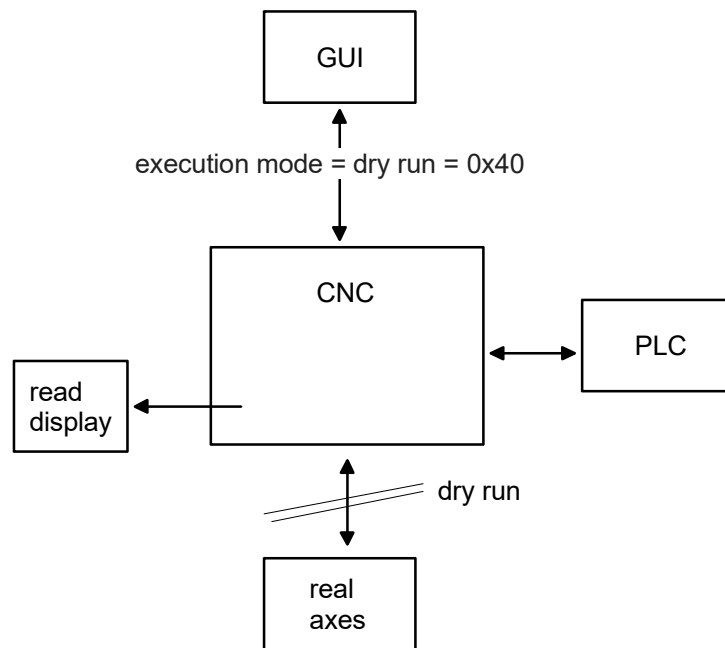 GUI
execution mode = dry run = 0x40
CNC
PLC
read
display
dry run
real
axes